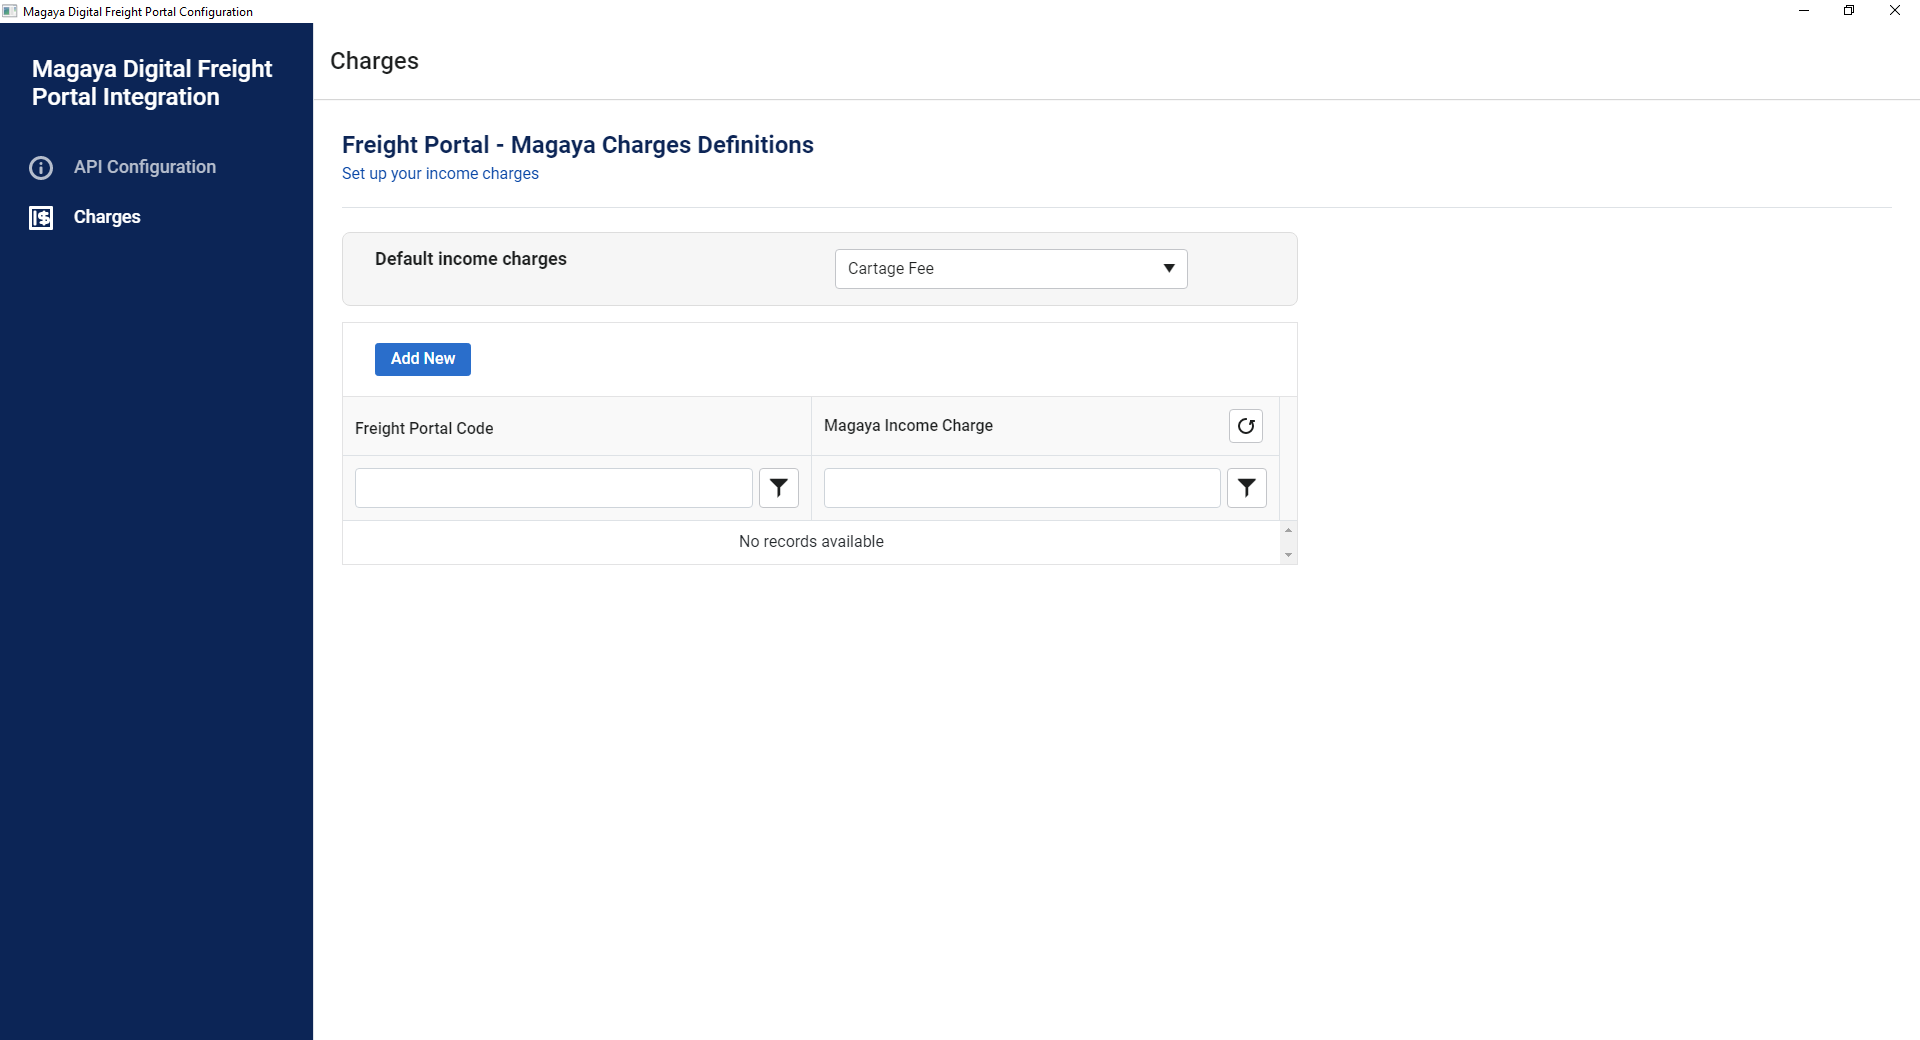 Magaya Digital Freight Portal Configuration
Magaya Digital Freight
Portal Integration
API Configuration
Charges
Charges
Freight Portal - Magaya Charges Definitions
Set up your income charges
Default income charges
Cartage Fee
Add New
Freight Portal Code
Magaya Income Charge
No records available